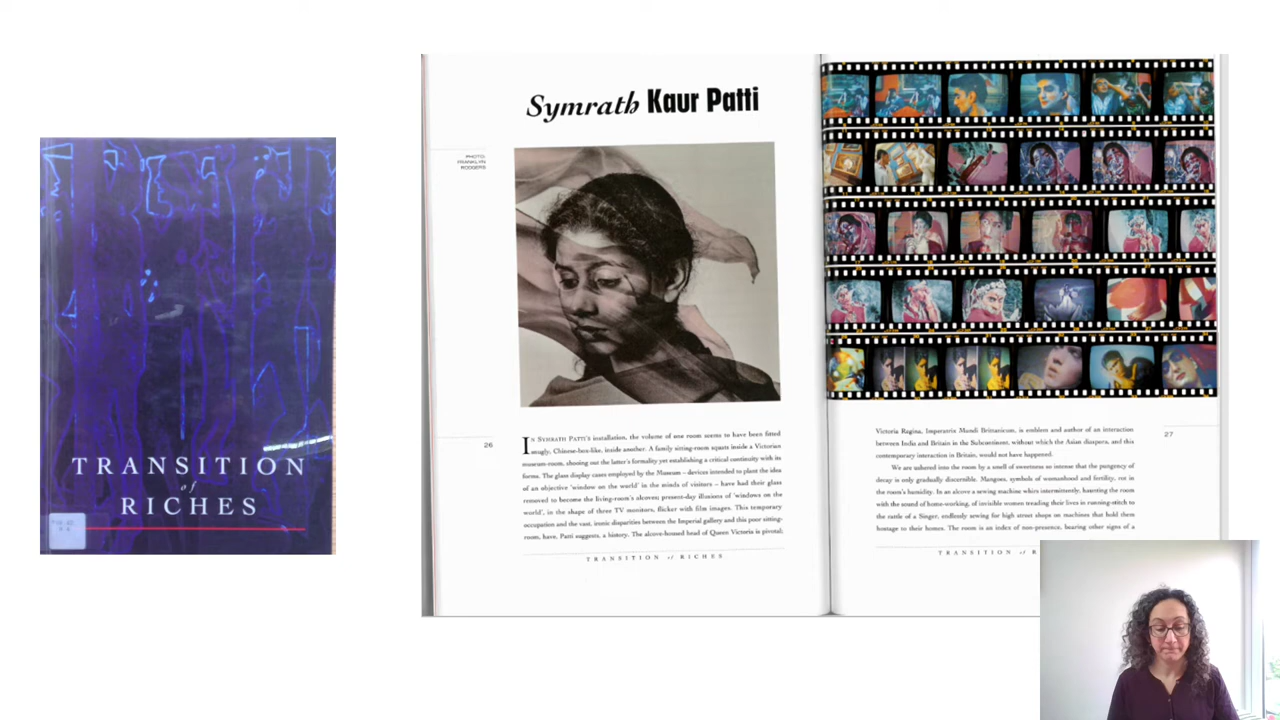 TRANSITION
of
RICHES
Symrath Kaur Patti
PHOTO:
FRANKLYN
RODGERS
26
IN SYMRATH PATTI'S installation, the volume of one room seems to have been fitted
snugly, Chinese-box-like, inside another. A family sitting-room squats inside a Victorian
museum-room, shooing out the latter's formality yet establishing a critical continuity with its
forms. The glass display cases employed by the Museum – devices intended to plant the idea
of an objective 'window on the world' in the minds of visitors – have had their glass
removed to become the living-room's alcoves; present-day illusions of 'windows on the
world', in the shape of three TV monitors, flicker with film images. This temporary
occupation and the vast, ironic disparities between the Imperial gallery and this poor sitting-
room, have, Patti suggests, a history. The alcove-housed head of Queen Victoria is pivotal;
TRANSITION of RICHES
Victoria Regina, Imperatrix Mundi Brittanicum, is emblem and author of an interaction
between India and Britain in the Subcontinent, without which the Asian diaspora, and this
contemporary interaction in Britain, would not have happened.
27
We are ushered into the room by a smell of sweetness so intense that the pungency of
decay is only gradually discernible. Mangoes, symbols of womanhood and fertility, rot in
the room's humidity. In an alcove a sewing machine whirs intermittently, haunting the room
with the sound of home-working, of invisible women treading their lives in running-stitch to
the rattle of a Singer, endlessly sewing for high street shops on machines that hold them
hostage to their homes. The room is an index of non-presence, bearing other signs of a
TRANSITION of R